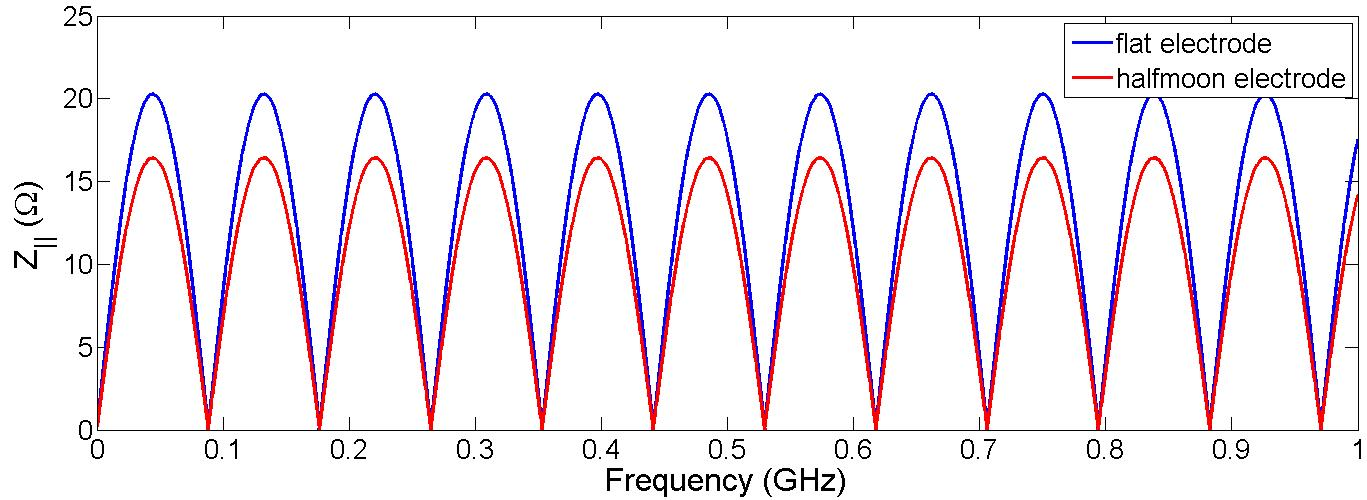 25
20
15
10
5
0
Z|| (Ω)
flat electrode
halfmoon electrode
0 0.1 0.2 0.3 0.4 0.5 0.6 0.7 0.8 0.9 1
Frequency (GHz)